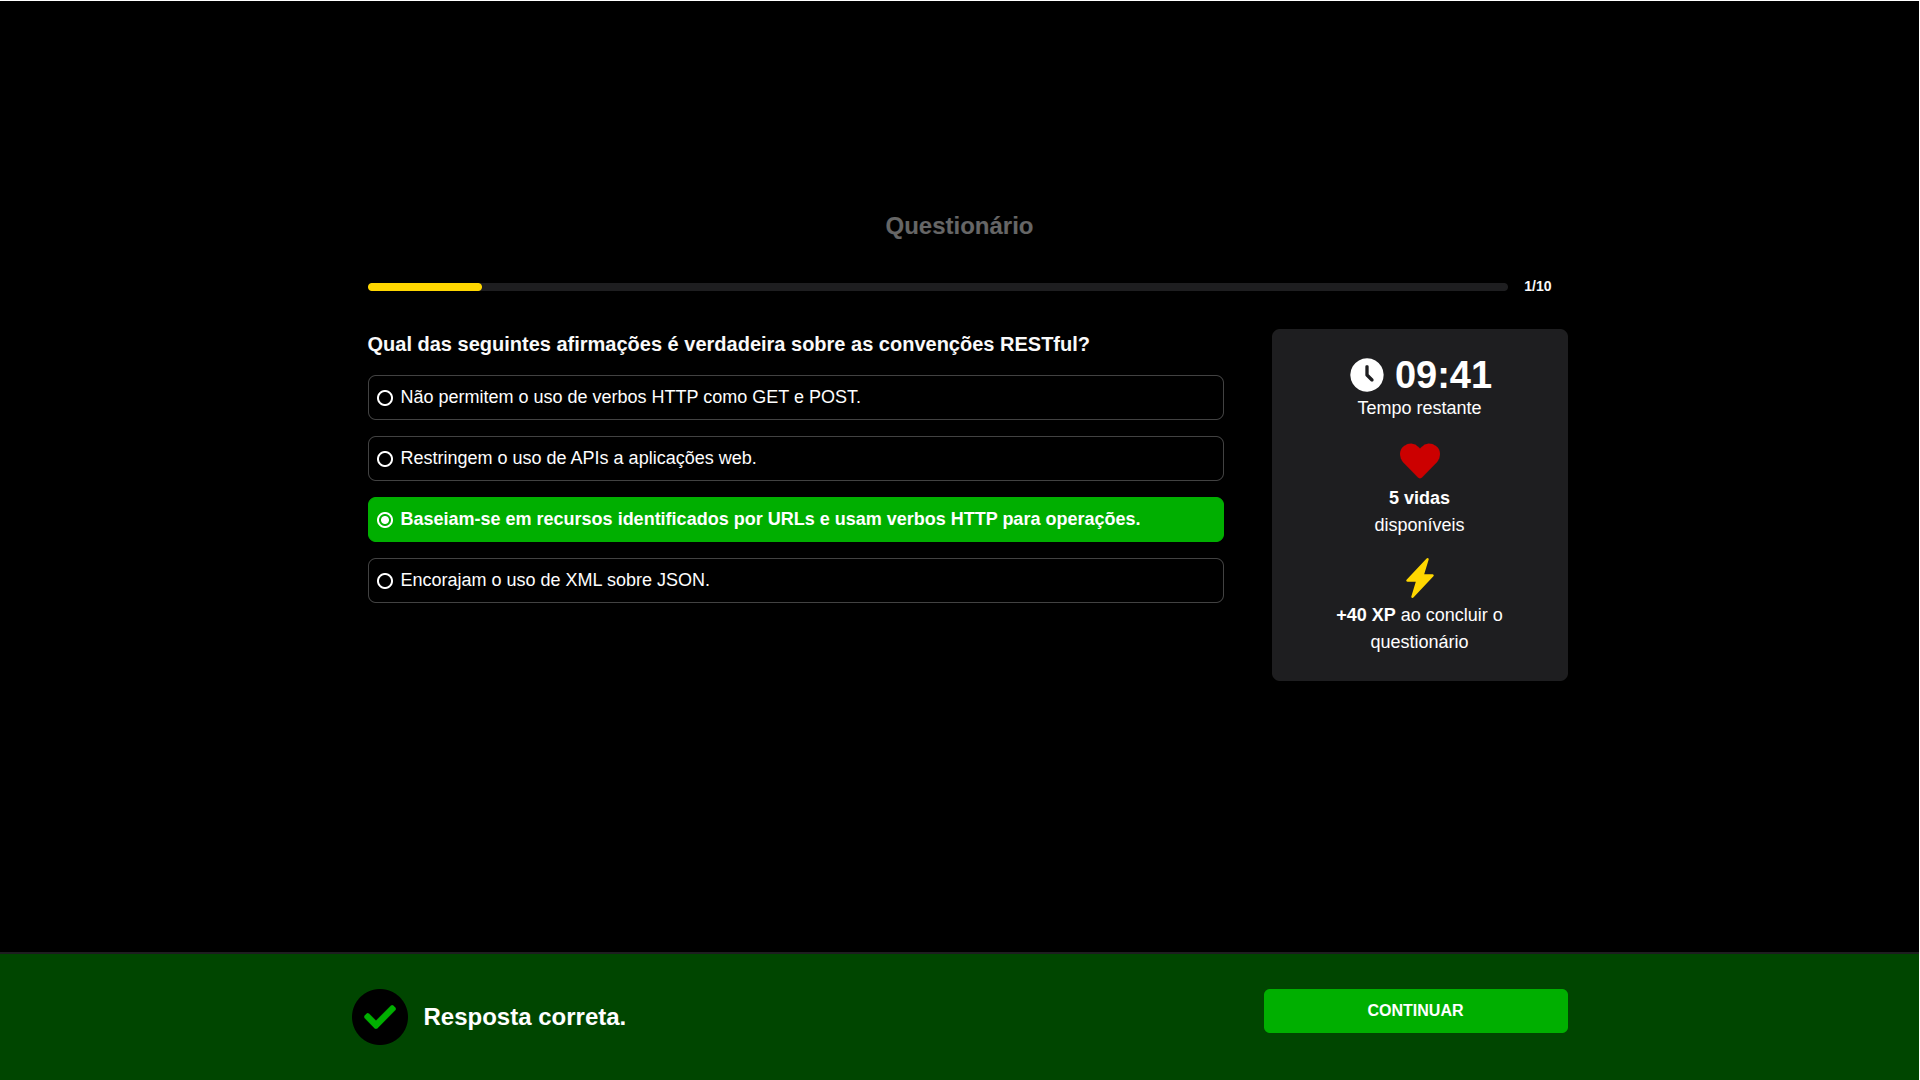 Questionário
1/10
Qual das seguintes afirmações é verdadeira sobre as convenções RESTful?
Não permitem o uso de verbos HTTP como GET e POST.
Restringem o uso de APIs a aplicações web.
Baseiam-se em recursos identificados por URLs e usam verbos HTTP para operações.
Encorajam o uso de XML sobre JSON.
09:41
Tempo restante
5 vidas
disponíveis
+40 XP ao concluir o
questionário
Resposta correta.
CONTINUAR